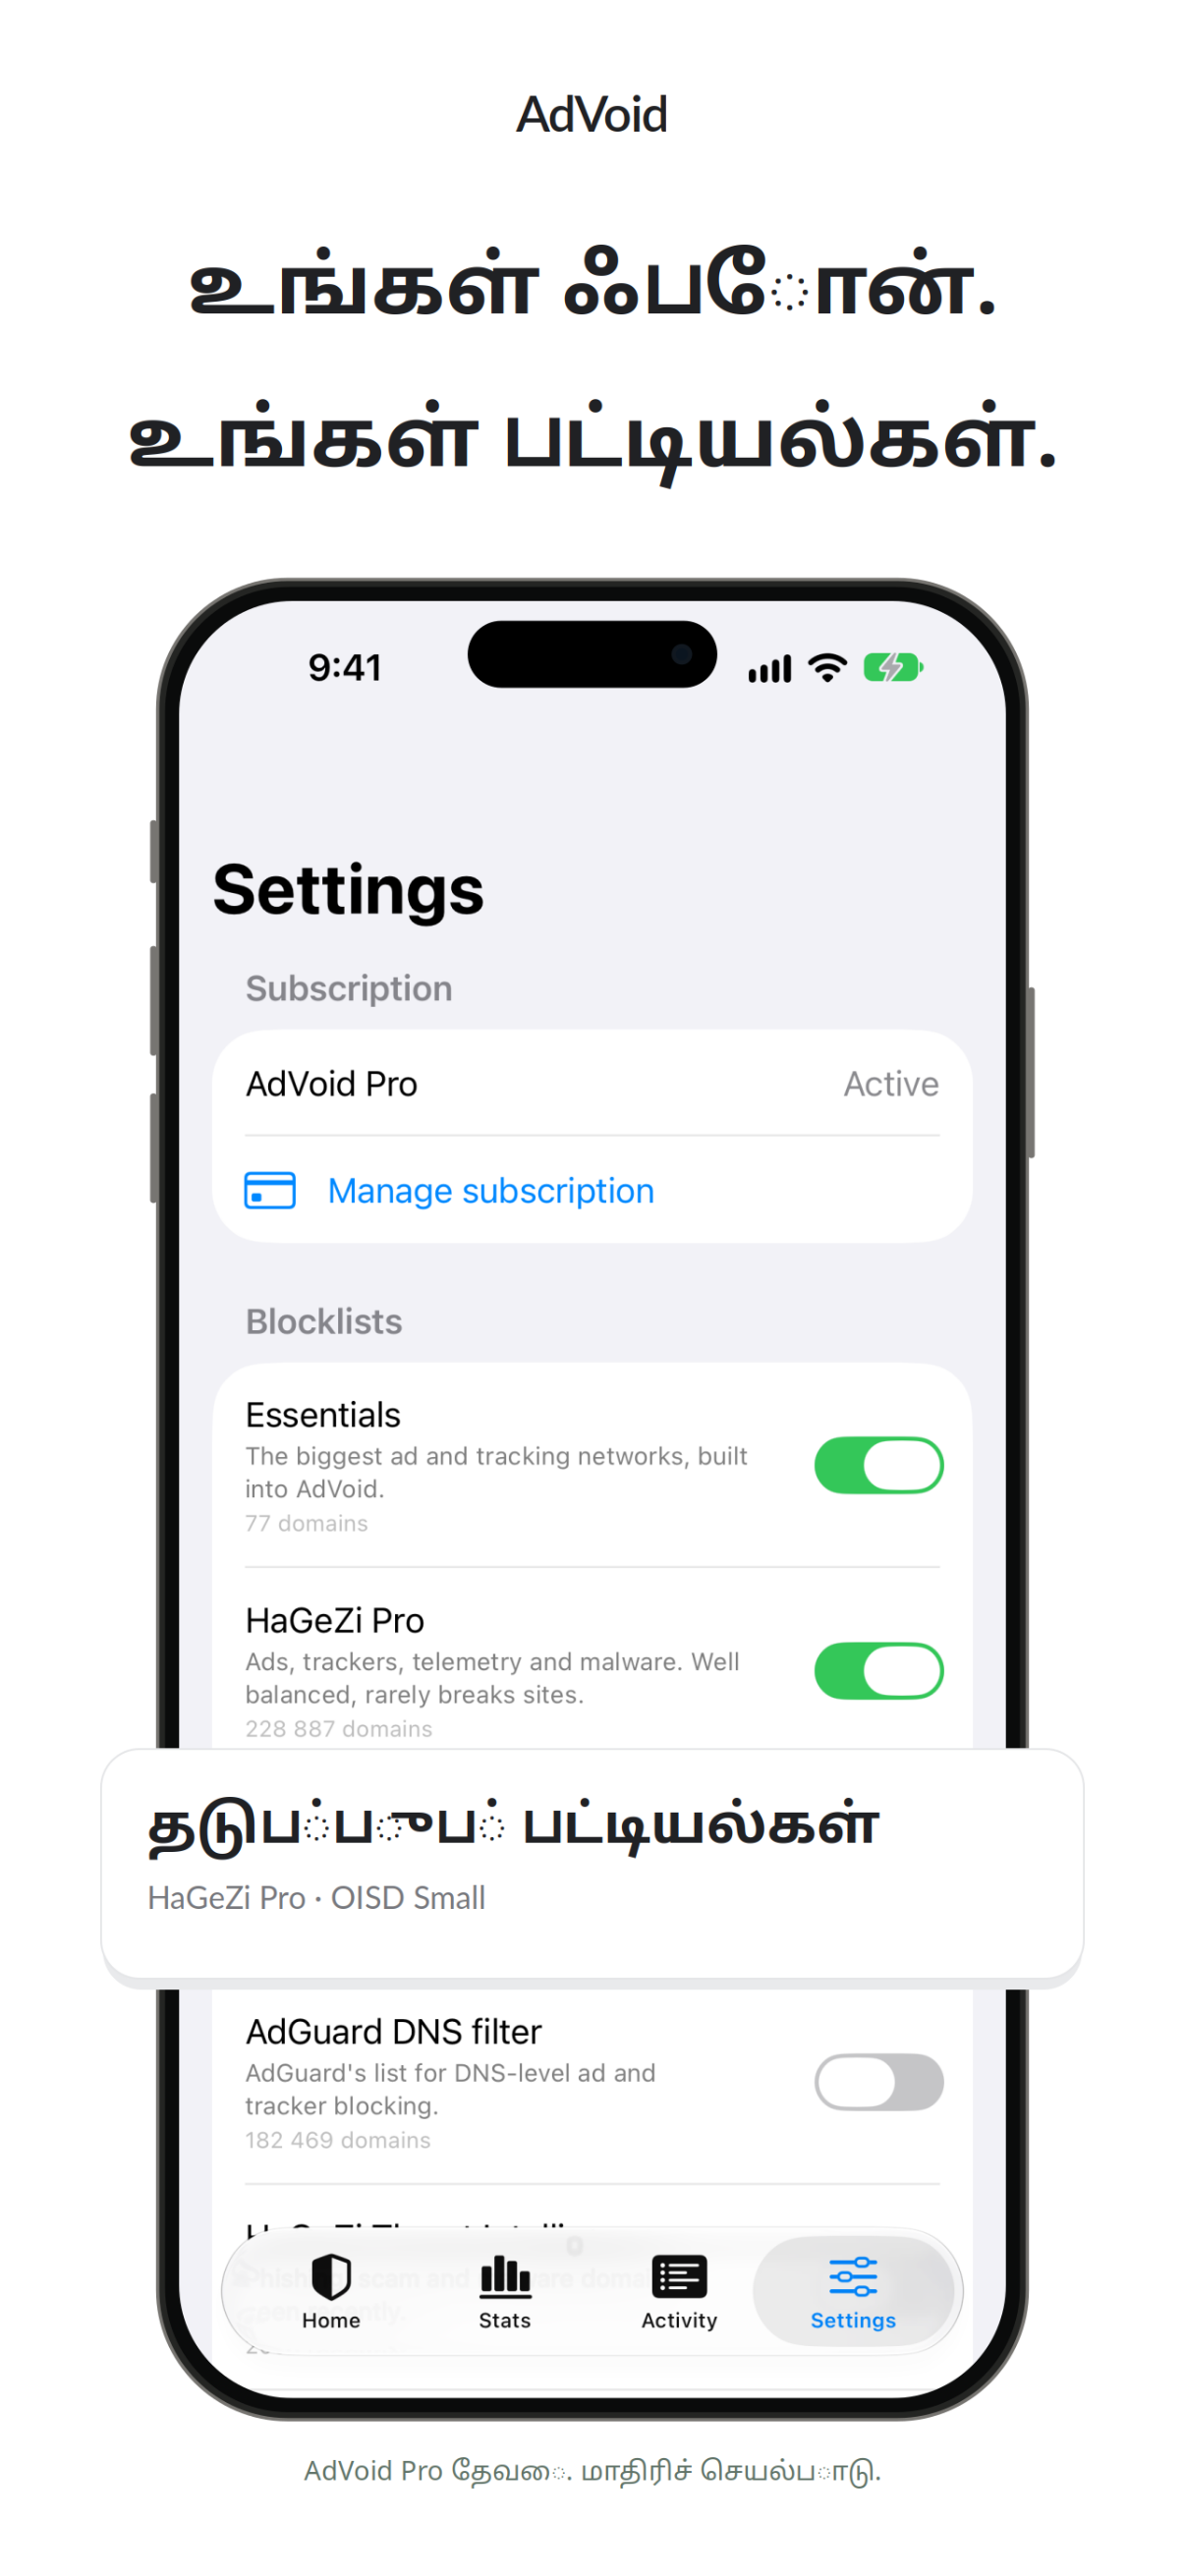 AdVoid
உங்கள் ஃபோன்.
உங்கள் பட்டியல்கள்.
9:41
Settings
Subscription
AdVoid Pro
Active
Manage subscription
Blocklists
Essentials
The biggest ad and tracking networks, built
into AdVoid.
77 domains
HaGeZi Pro
Ads, trackers, telemetry and malware. Well
balanced, rarely breaks sites.
228 887 domains
தடுப்புப் பட்டியல்கள்
HaGeZi Pro · OISD Small
AdGuard DNS filter
AdGuard's list for DNS-level ad and
tracker blocking.
182 469 domains
Home
Stats
Activity
Settings
AdVoid Pro தேவை. மாதிரிச் செயல்பாடு.